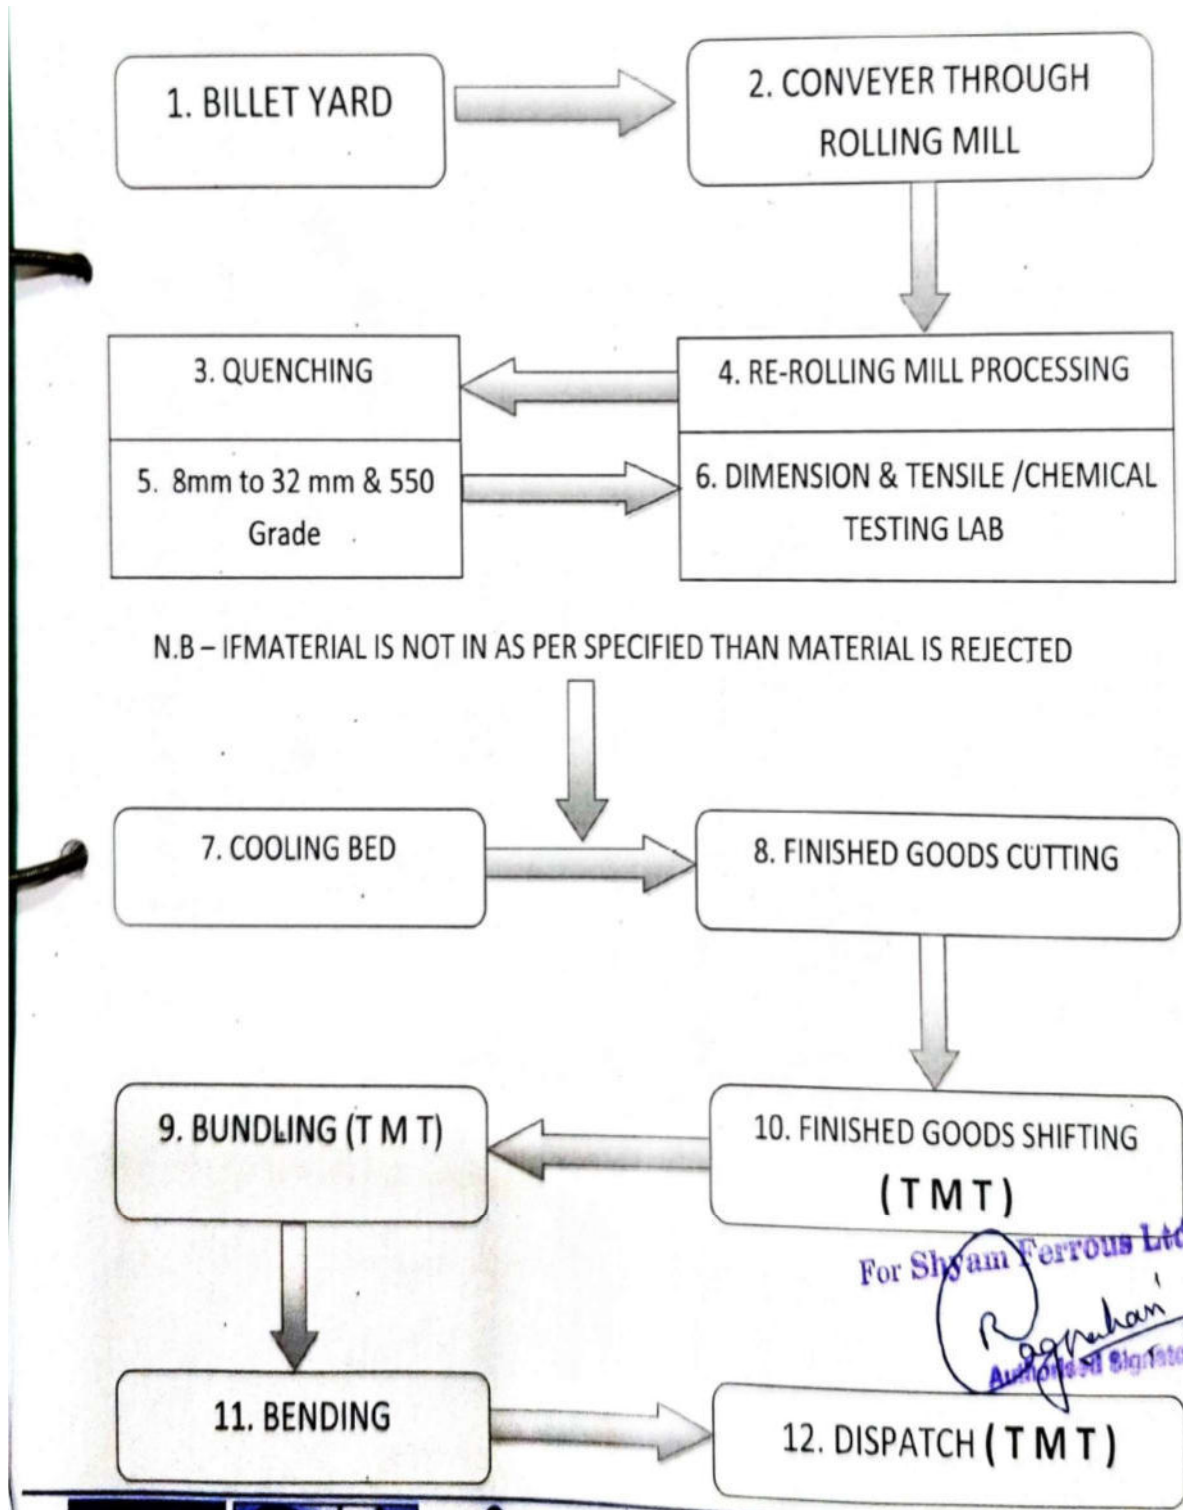 1. BILLET YARD
2. CONVEYER THROUGH
ROLLING MILL
3. QUENCHING
4. RE-ROLLING MILL PROCESSING
5. 8mm to 32 mm & 550
Grade
6. DIMENSION & TENSILE /CHEMICAL
TESTING LAB
N.B – IFMATERIAL IS NOT IN AS PER SPECIFIED THAN MATERIAL IS REJECTED
7. COOLING BED
8. FINISHED GOODS CUTTING
9. BUNDLING (T M T)
10. FINISHED GOODS SHIFTING
(T M T)
For Shyam Ferrous Ltd
Authorised Signato
11. BENDING
12. DISPATCH (T M T)